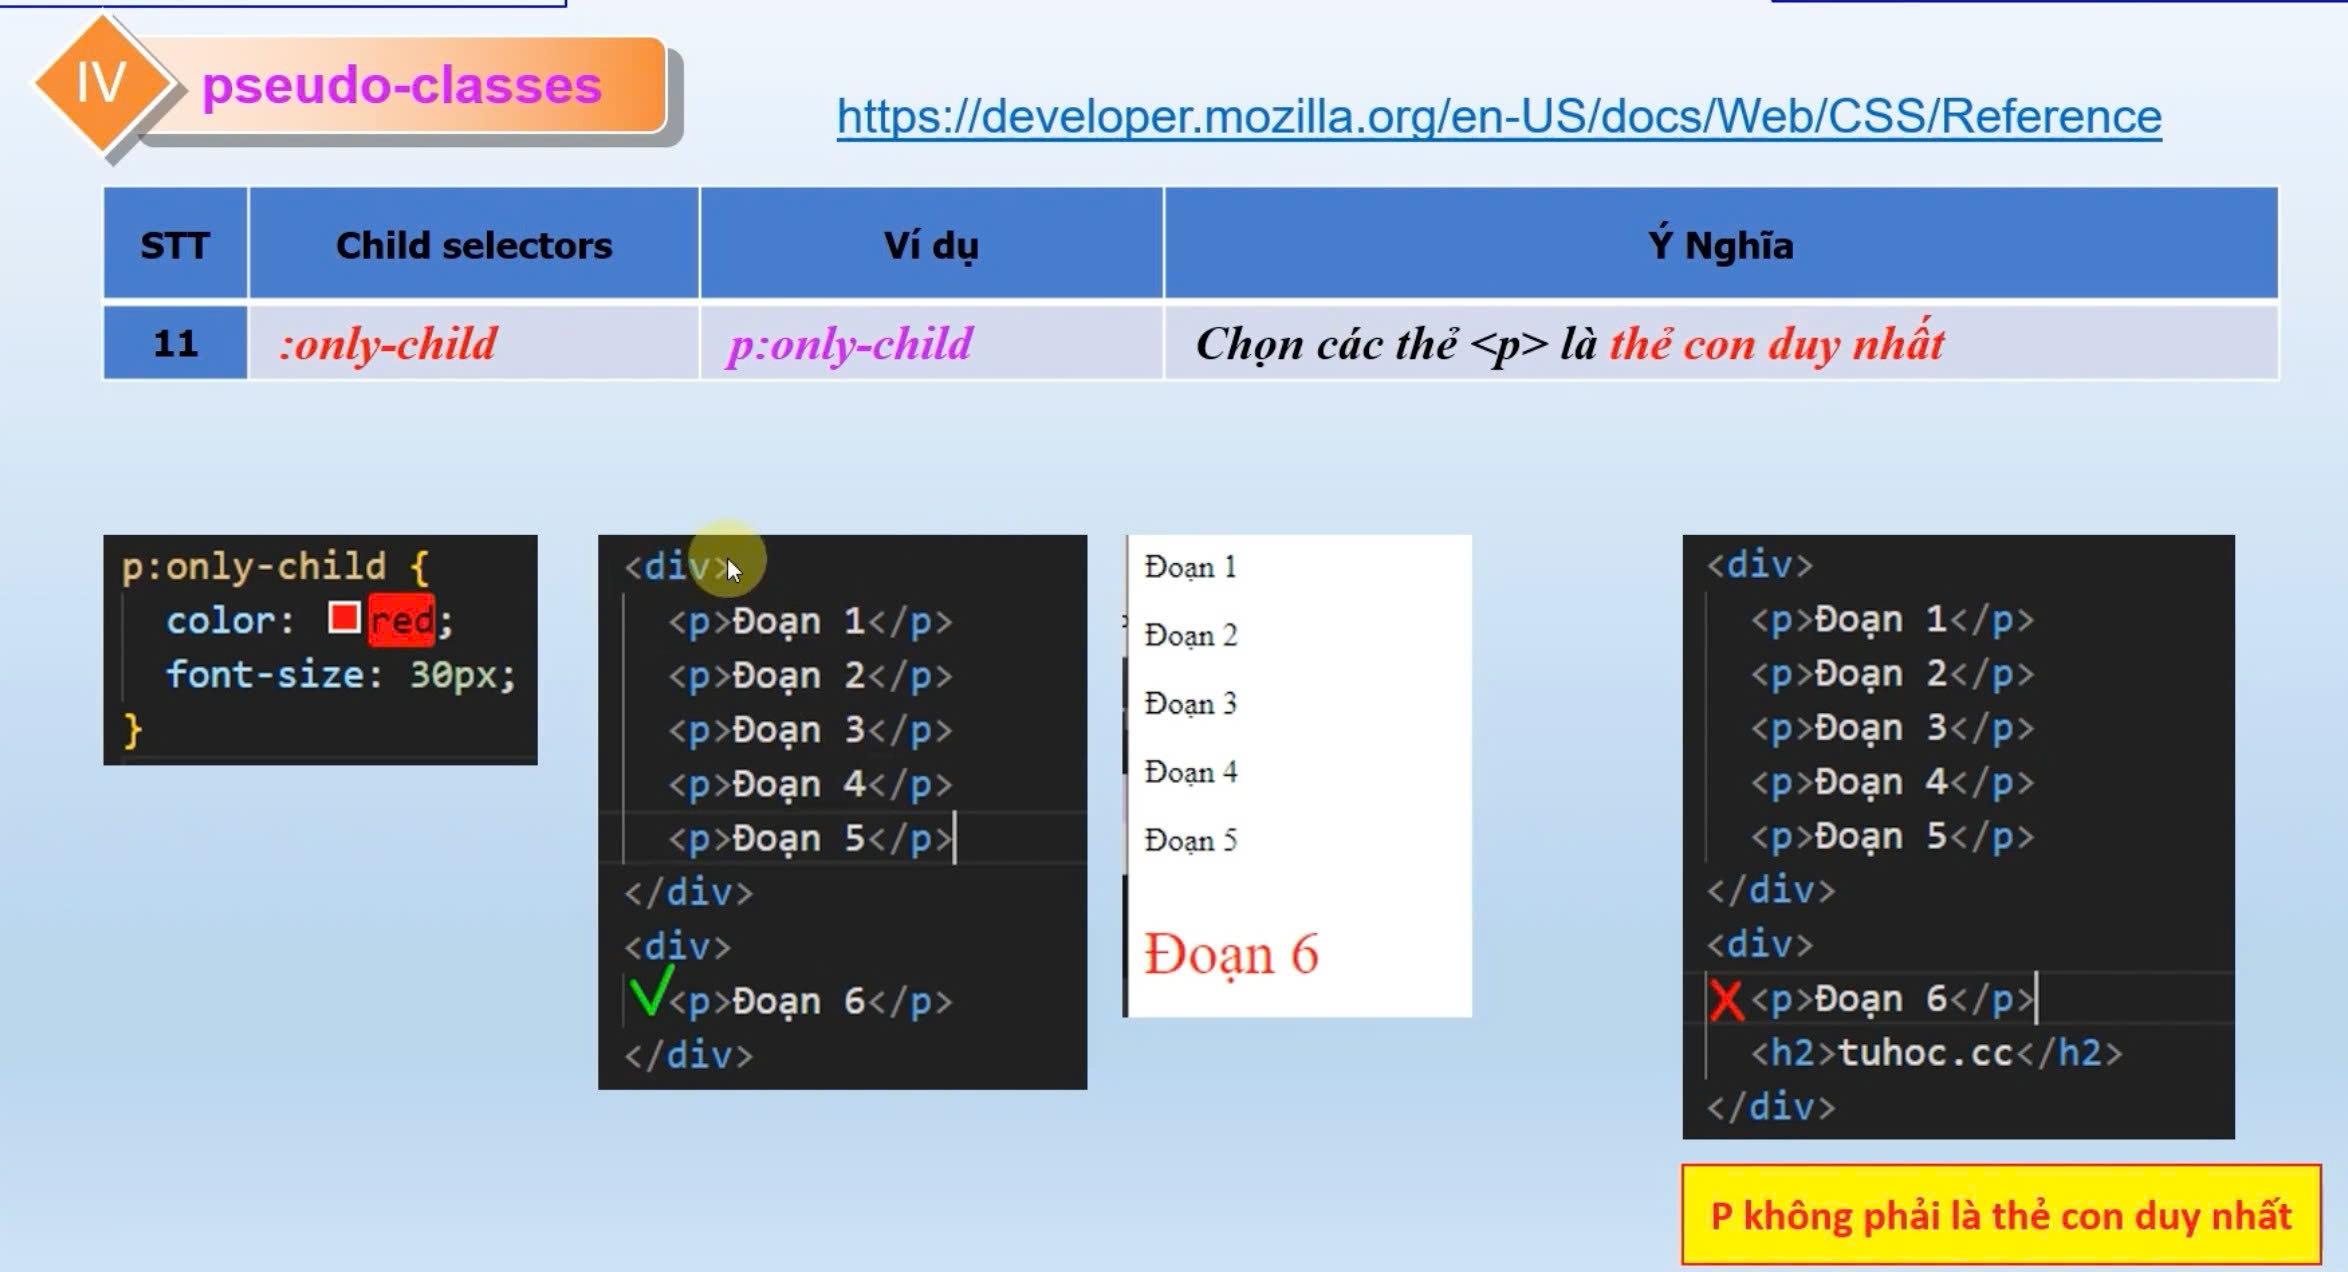 IV
pseudo-classes
https://developer.mozilla.org/en-US/docs/Web/CSS/Reference
STT Child selectors Ví dụ Ý Nghĩa
11 :only-child p:only-child Chọn các thẻ <p> là thẻ con duy nhất
p:only-child {
color: red;
font-size: 30px;
}
<div>
<p>Đoạn 1</p>
<p>Đoạn 2</p>
<p>Đoạn 3</p>
<p>Đoạn 4</p>
<p>Đoạn 5</p>
</div>
<div>
<p>Đoạn 6</p>
</div>
Đoạn 1
Đoạn 2
Đoạn 3
Đoạn 4
Đoạn 5
Đoạn 6
<div>
<p>Đoạn 1</p>
<p>Đoạn 2</p>
<p>Đoạn 3</p>
<p>Đoạn 4</p>
<p>Đoạn 5</p>
</div>
<div>
<p>Đoạn 6</p>
<h2>tuhoc.cc</h2>
</div>
P không phải là thẻ con duy nhất